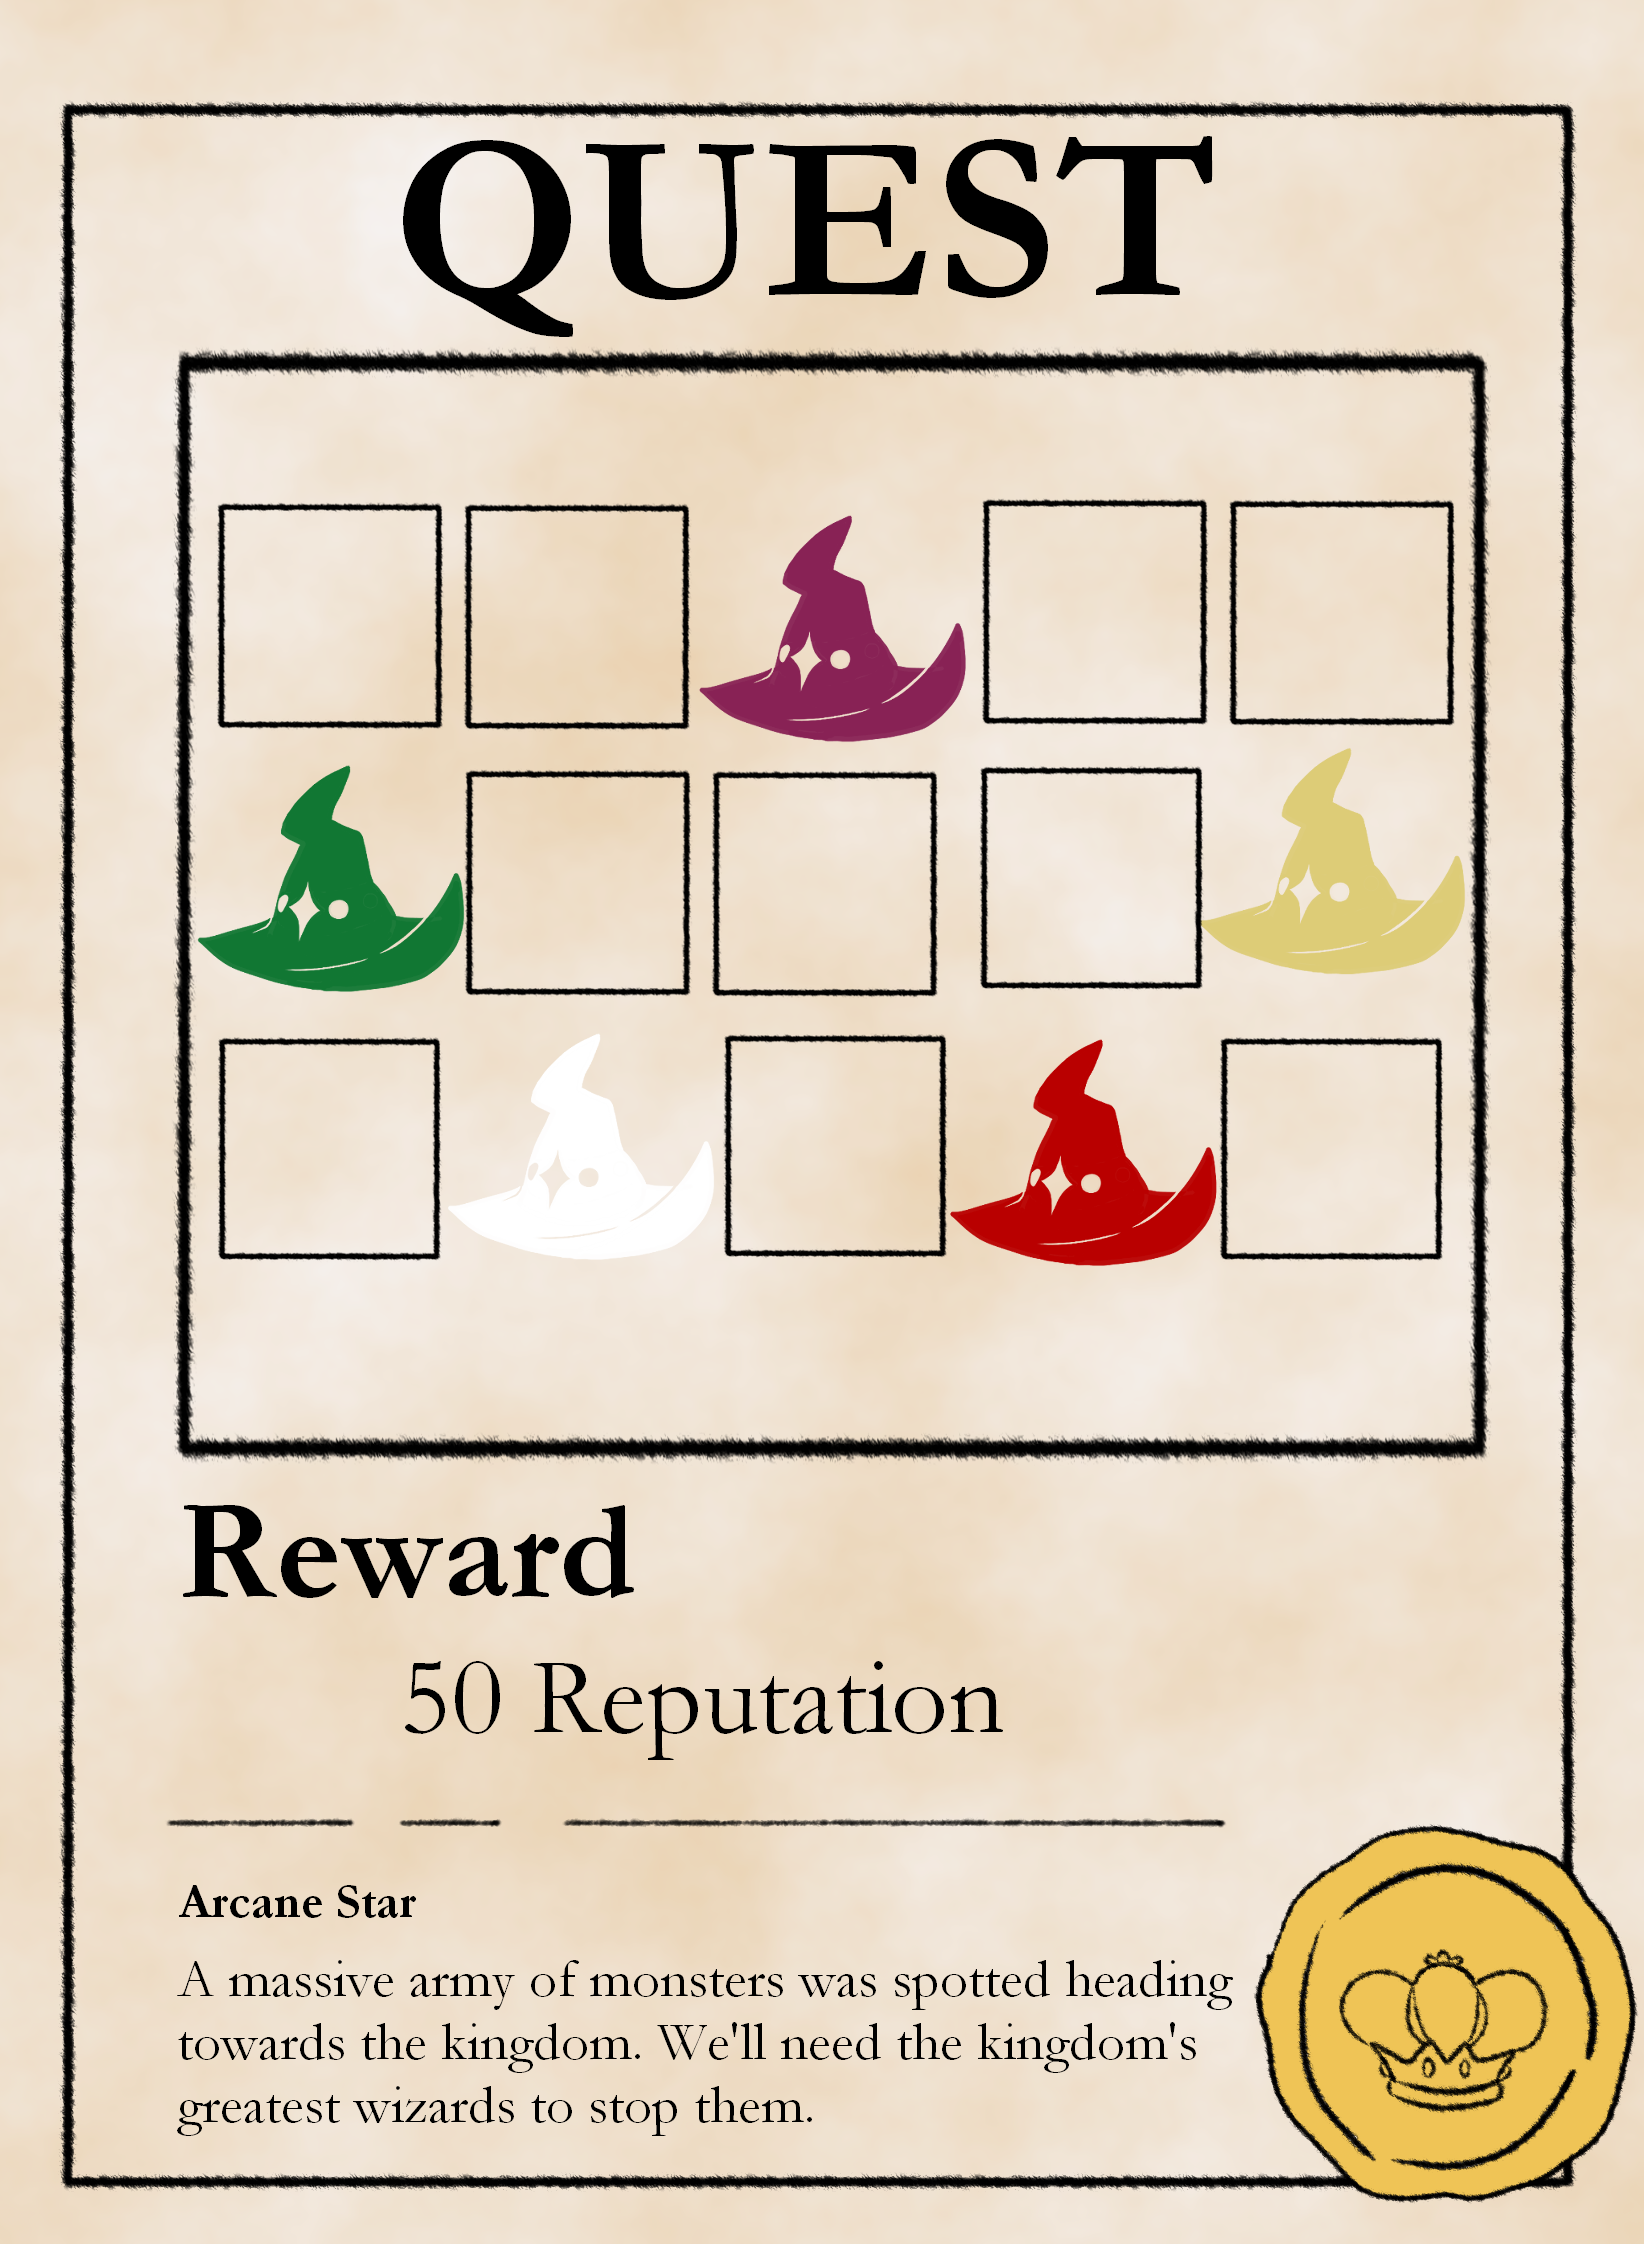 QUEST
Reward
50 Reputation
Arcane Star
A massive army of monsters was spotted heading
towards the kingdom. We'll need the kingdom's
greatest wizards to stop them.